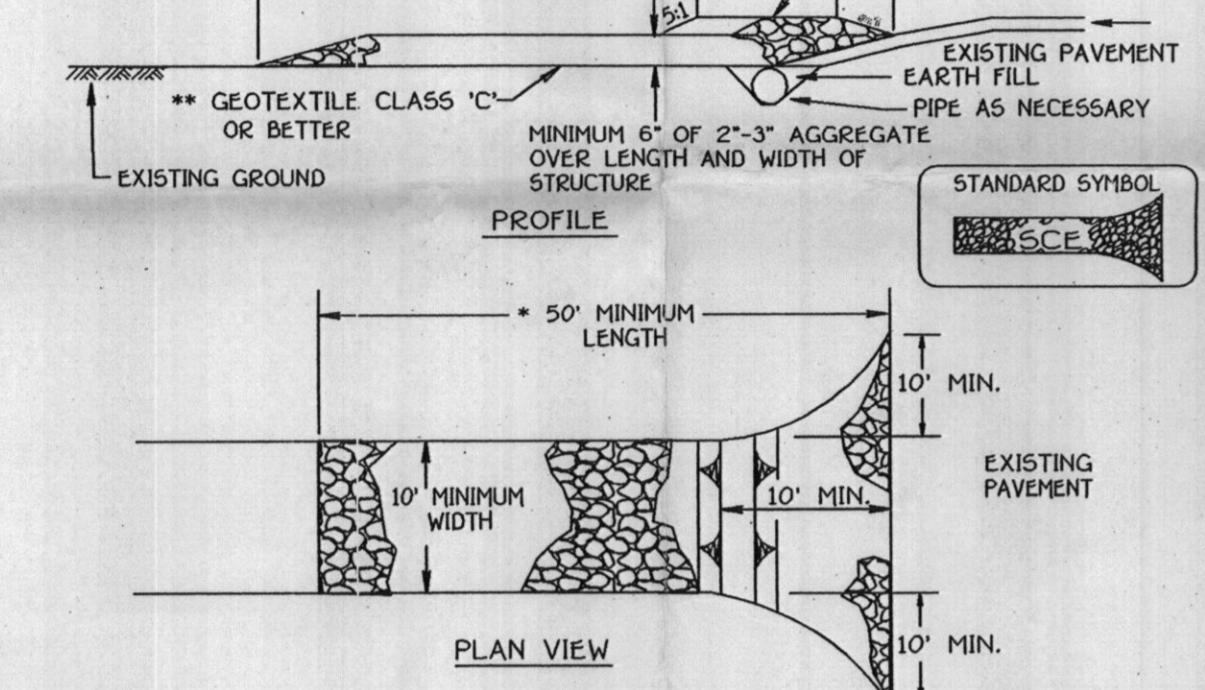 5:1
EXISTING PAVEMENT
EARTH FILL
** GEOTEXTILE CLASS 'C'
OR BETTER
PIPE AS NECESSARY
MINIMUM 6" OF 2"-3" AGGREGATE
OVER LENGTH AND WIDTH OF
STRUCTURE
EXISTING GROUND
PROFILE
STANDARD SYMBOL
SCE
* 50' MINIMUM
LENGTH
10' MIN.
EXISTING
PAVEMENT
10' MINIMUM
WIDTH
10' MIN.
PLAN VIEW
10' MIN.